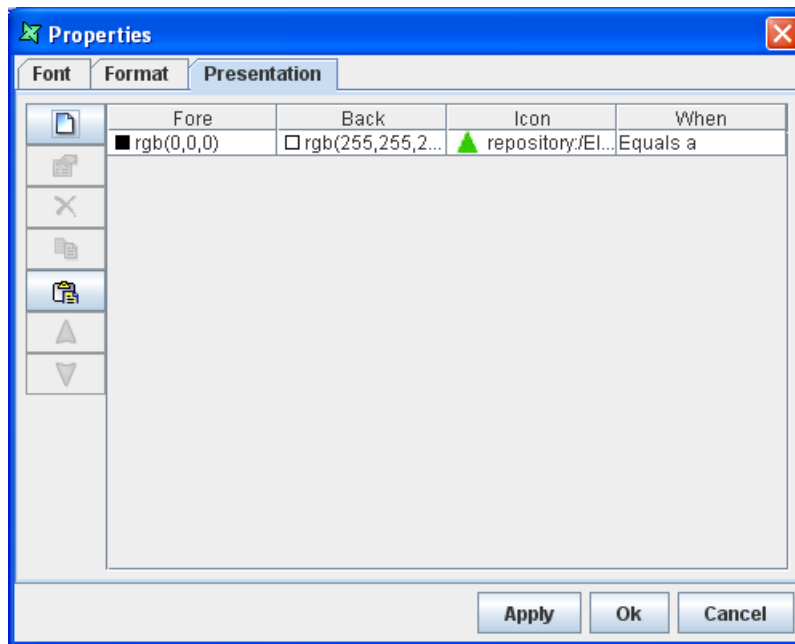 Properties
Font Format Presentation
Fore Back Icon When
rgb(0,0,0) rgb(255,255,2... repository:/El... Equals a
Apply Ok Cancel